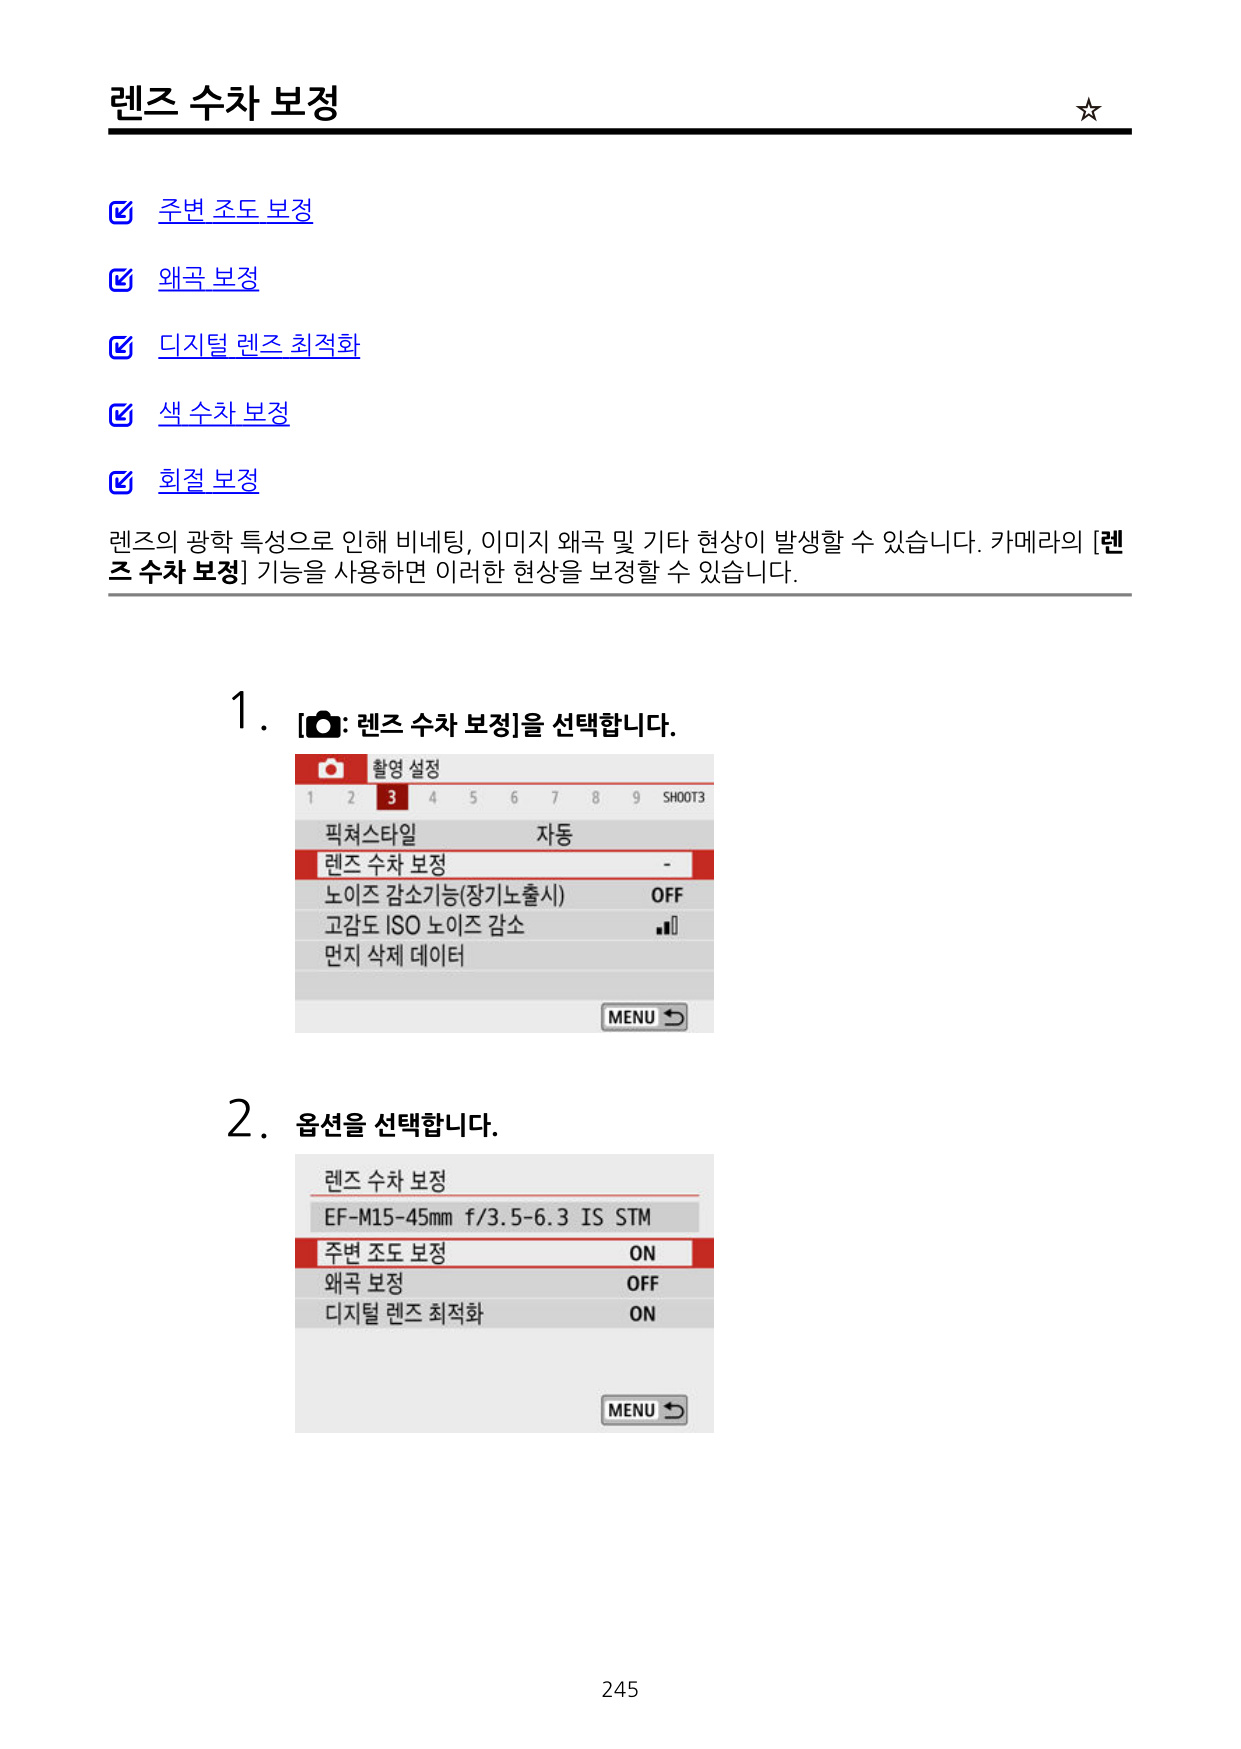 렌즈 수차 보정 ☆
주변 조도 보정
왜곡 보정
디지털 렌즈 최적화
색 수차 보정
회절 보정
렌즈의 광학 특성으로 인해 비네팅, 이미지 왜곡 및 기타 현상이 발생할 수 있습니다. 카메라의 [렌
즈 수차 보정] 기능을 사용하면 이러한 현상을 보정할 수 있습니다.
1. [: 렌즈 수차 보정]을 선택합니다.
촬영 설정
1 2 3 4 5 6 7 8 9 SHOOT3
픽쳐스타일 자동
렌즈 수차 보정 -
노이즈 감소기능(장기노출시) OFF
고감도 ISO 노이즈 감소
먼지 삭제 데이터
MENU
2. 옵션을 선택합니다.
렌즈 수차 보정
EF-M15-45mm f/3.5-6.3 IS STM
주변 조도 보정 ON
왜곡 보정 OFF
디지털 렌즈 최적화 ON
MENU
245